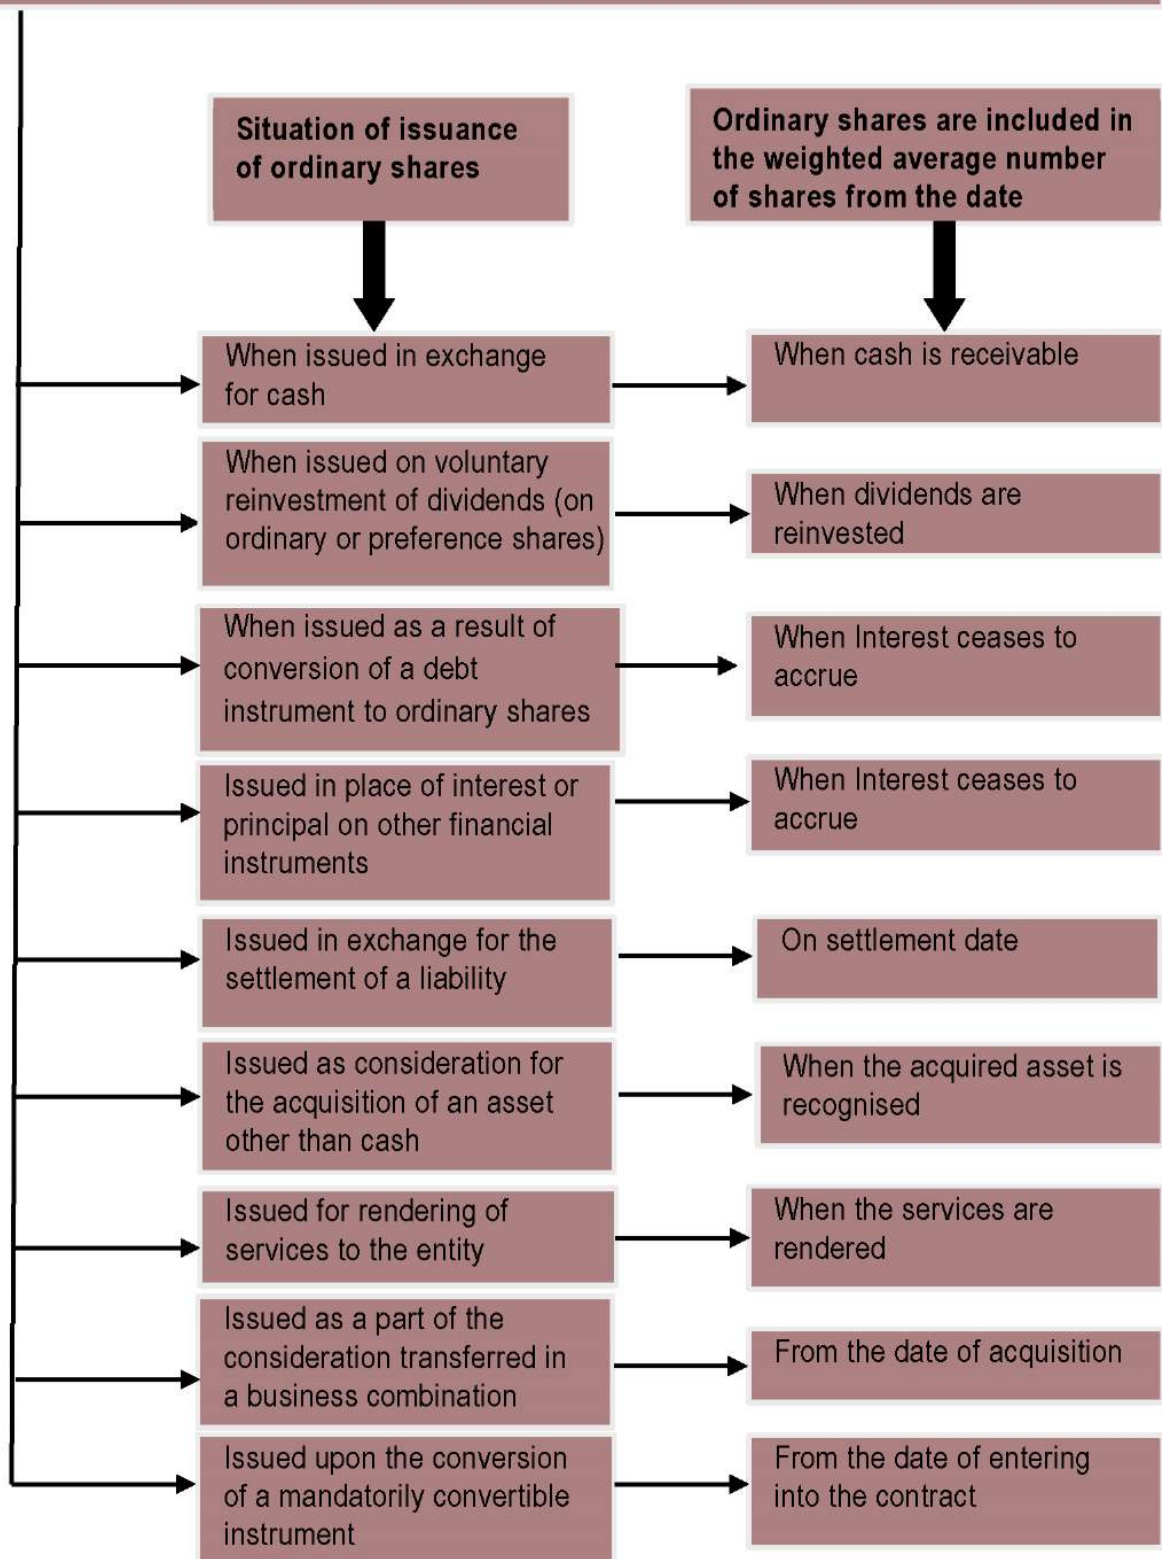 Situation of issuance
of ordinary shares
Ordinary shares are included in
the weighted average number
of shares from the date
When issued in exchange
for cash
When cash is receivable
When issued on voluntary
reinvestment of dividends (on
ordinary or preference shares)
When dividends are
reinvested
When issued as a result of
conversion of a debt
instrument to ordinary shares
When Interest ceases to
accrue
Issued in place of interest or
principal on other financial
instruments
When Interest ceases to
accrue
Issued in exchange for the
settlement of a liability
On settlement date
Issued as consideration for
the acquisition of an asset
other than cash
When the acquired asset is
recognised
Issued for rendering of
services to the entity
When the services are
rendered
Issued as a part of the
consideration transferred in
a business combination
From the date of acquisition
Issued upon the conversion
of a mandatorily convertible
instrument
From the date of entering
into the contract